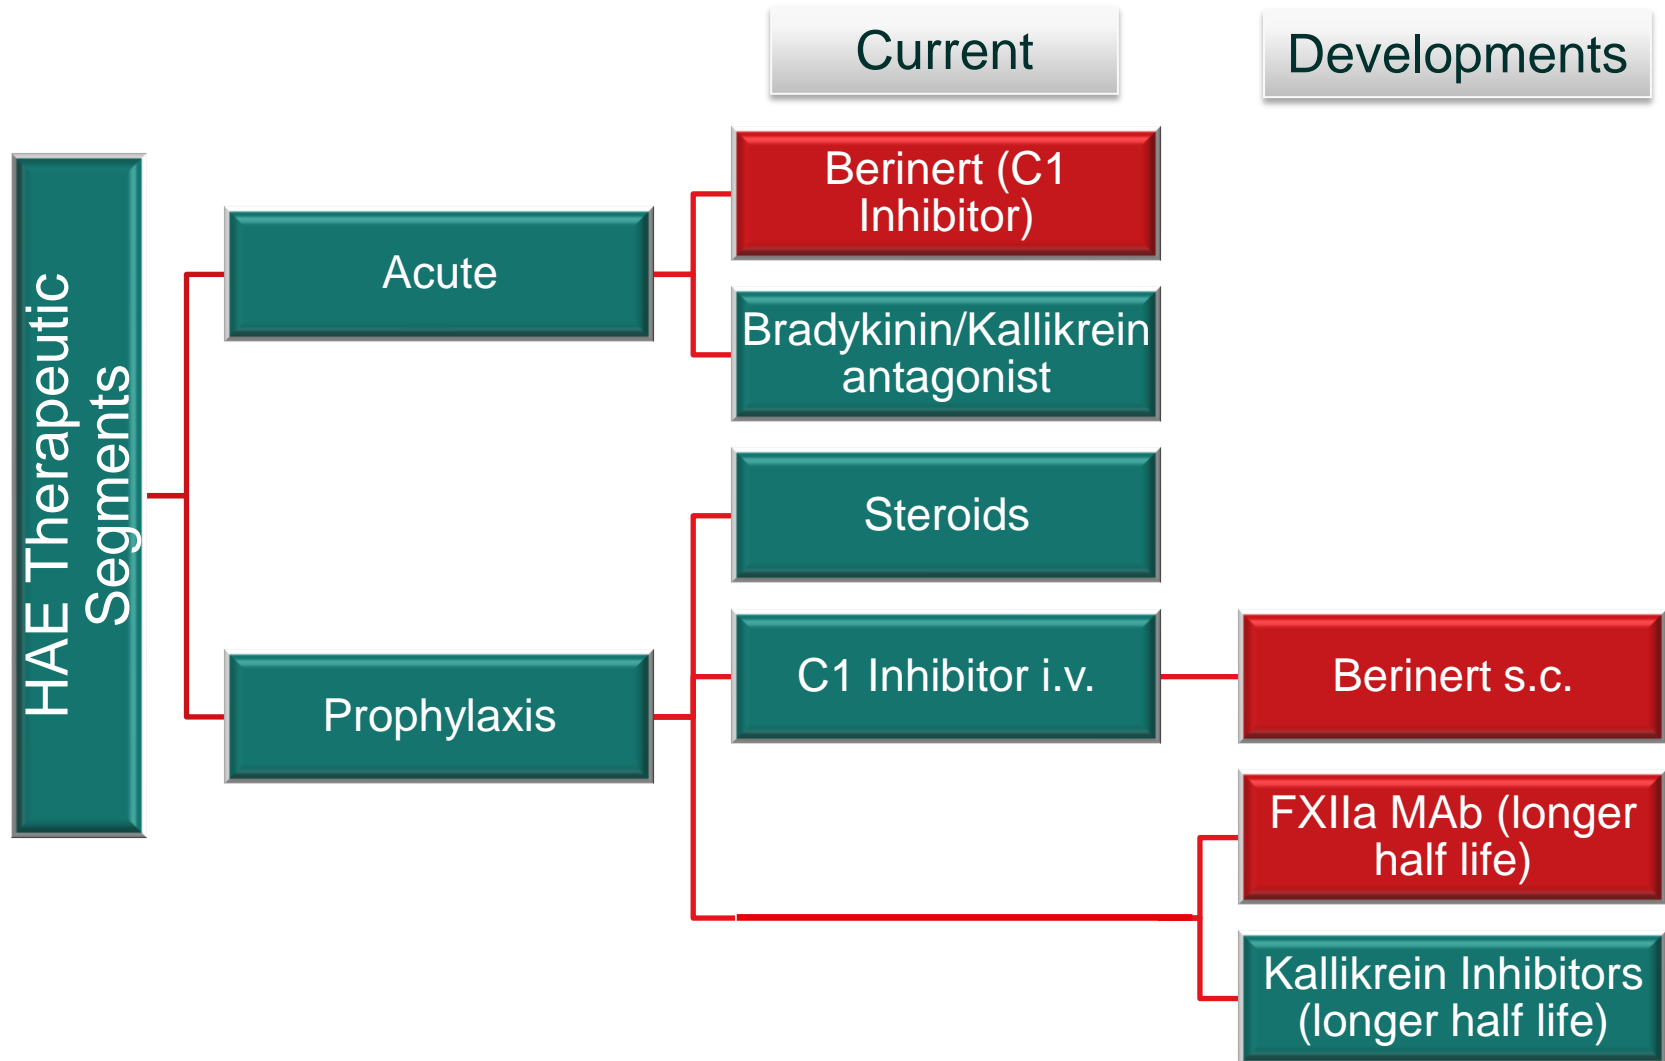 Current
Developments
HAE Therapeutic
Segments
Acute
Berinert (C1
Inhibitor)
Bradykinin/Kallikrein
antagonist
Prophylaxis
Steroids
C1 Inhibitor i.v.
Berinert s.c.
FXIIa MAb (longer
half life)
Kallikrein Inhibitors
(longer half life)